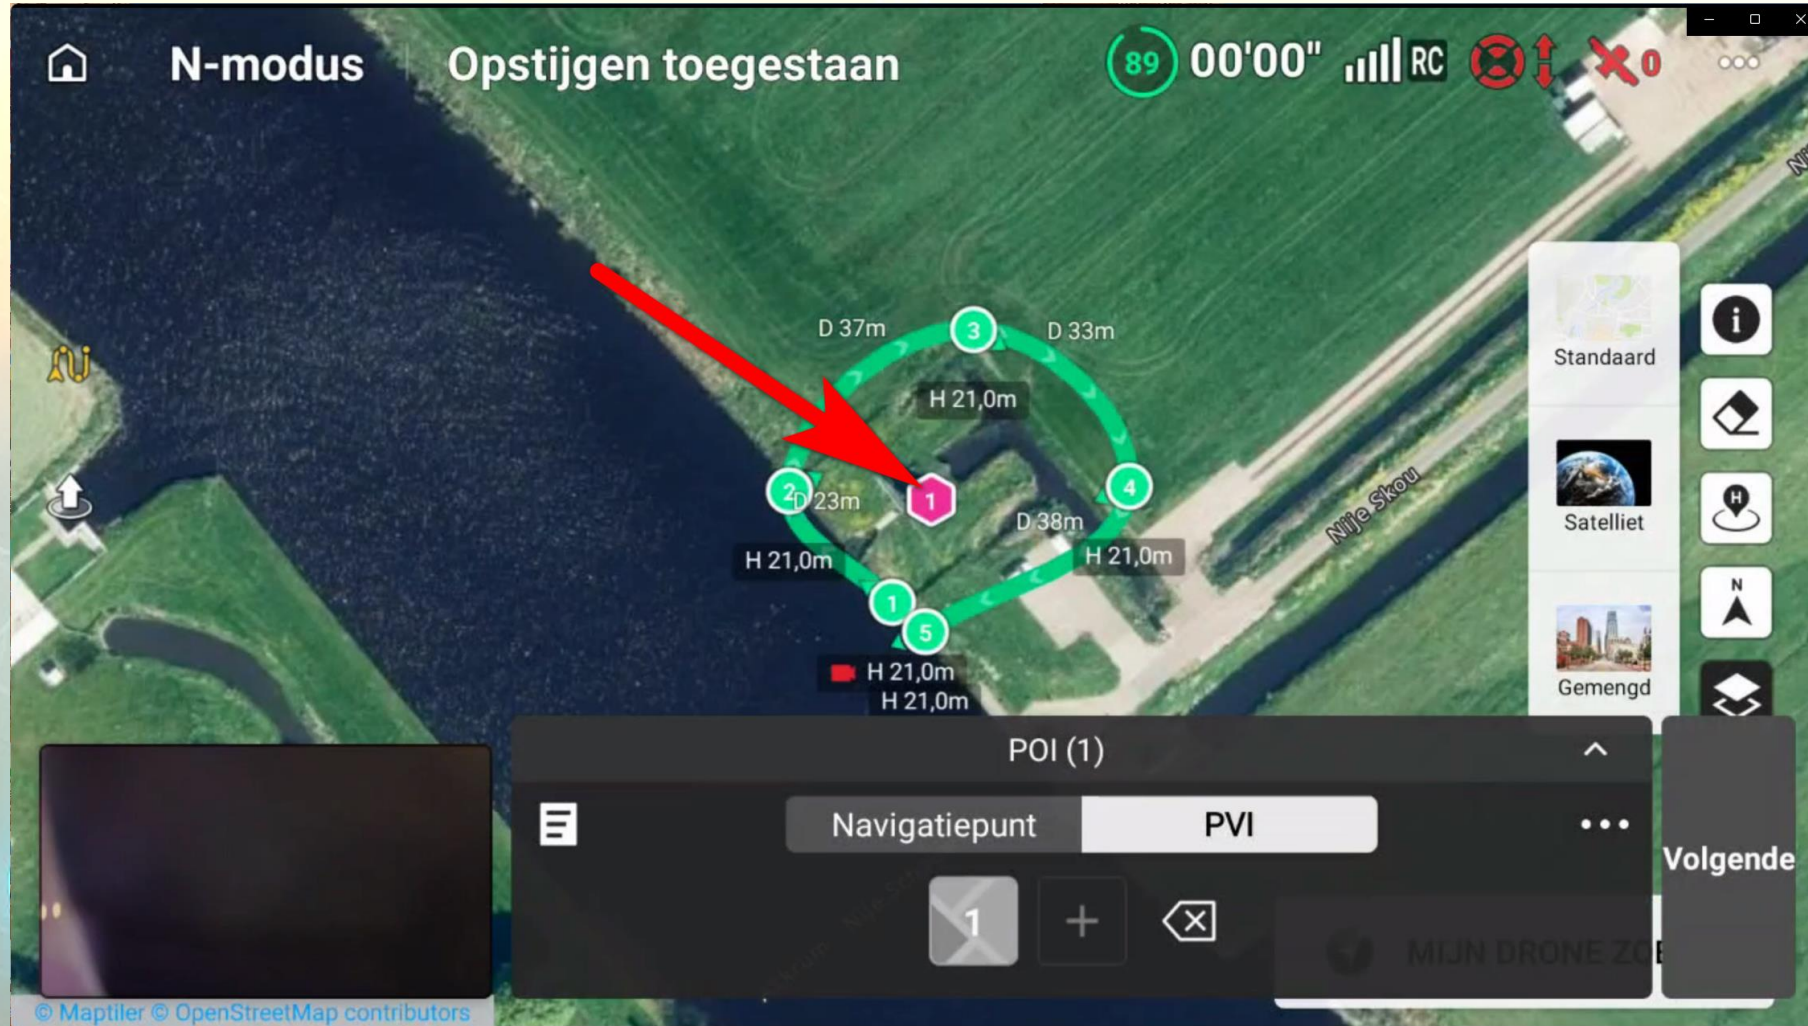 N-modus
Opstijgen toegestaan
89
00'00"
RC
0
3
D 37m
D 33m
Standaard
i
H 21,0m
2
D 23m
1
4
D 38m
Nije Skou
Satelliet
H
H 21,0m
H 21,0m
1
5
N
H 21,0m
H 21,0m
Gemengd
POI (1)
Navigatiepunt
PVI
Volgende
1
+
MIJN DRONE ZOE
© Maptiler © OpenStreetMap contributors